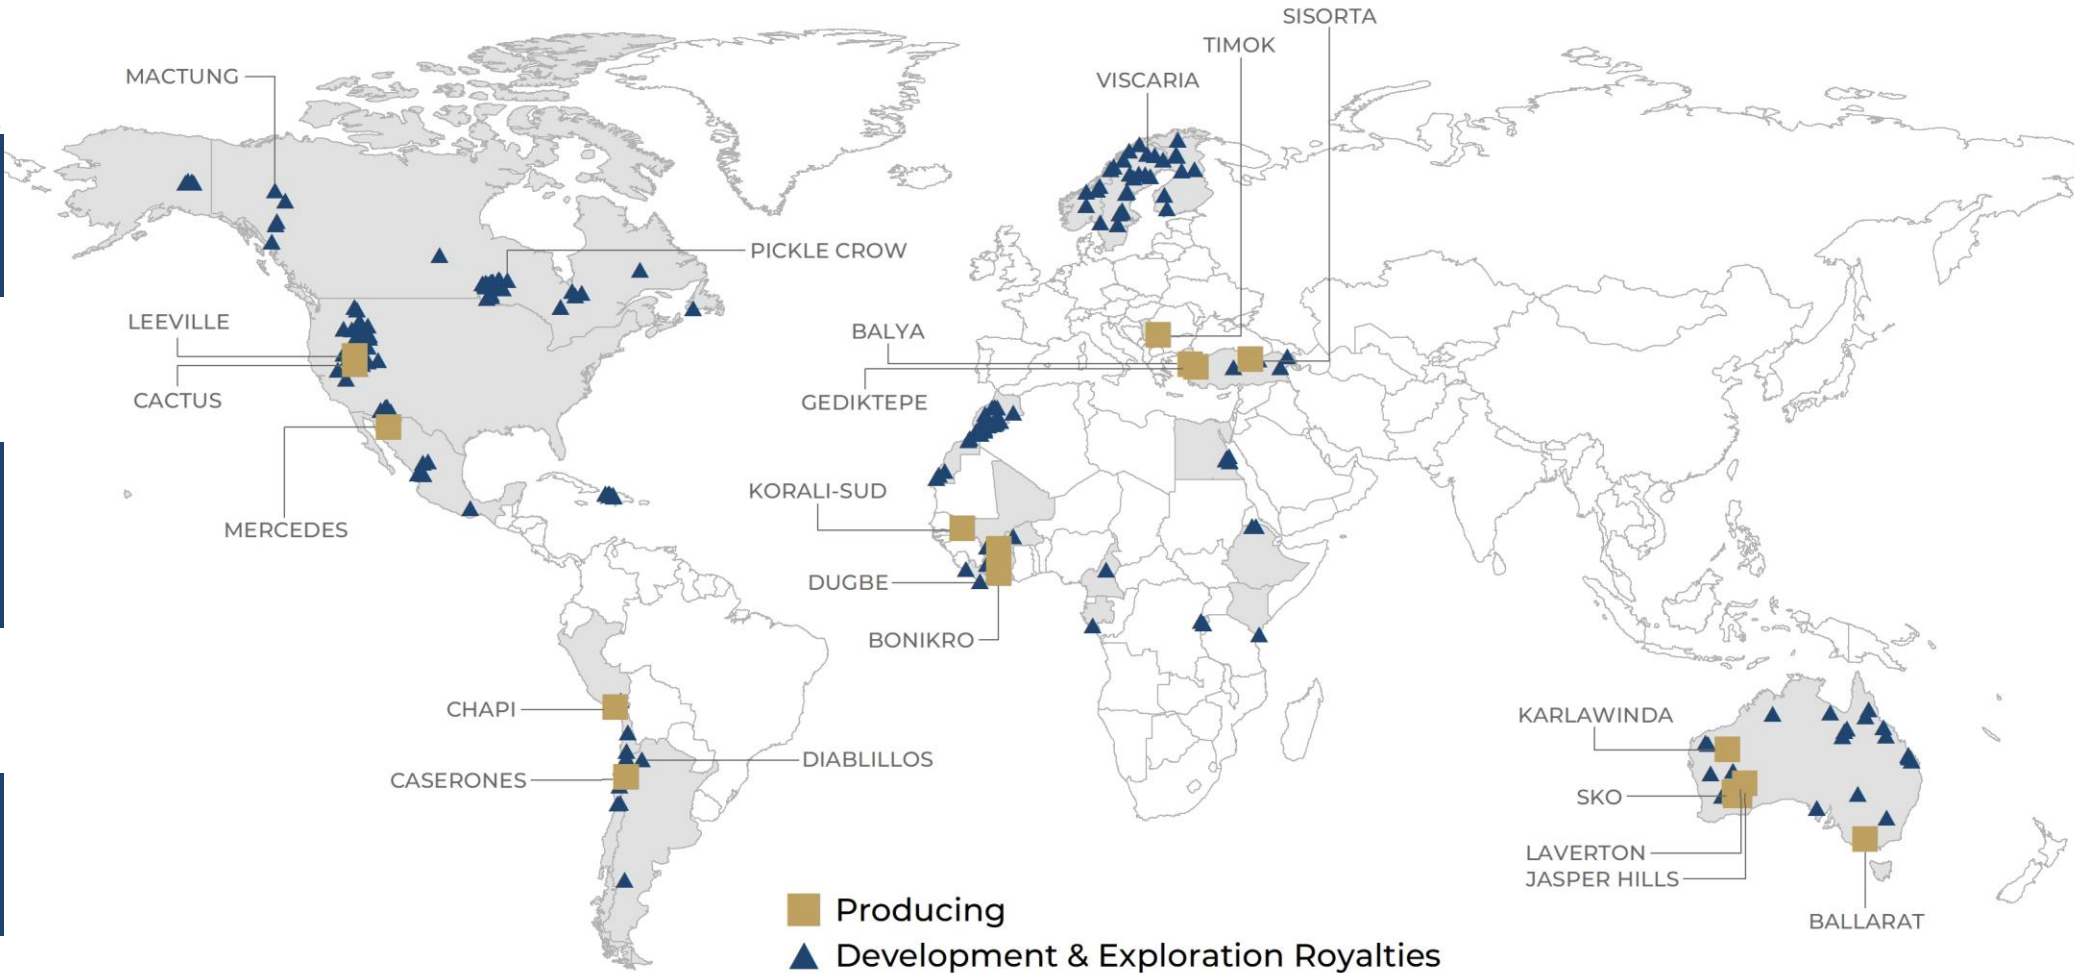 SISORTA
TIMOK
VISCARIA
MACTUNG
PICKLE CROW
LEEVILLE
BALYA
CACTUS
GEDIKTEPE
KORALI-SUD
MERCEDES
DUGBE
BONIKRO
CHAPI
KARLAWINDA
DIABLILLOS
CASERONES
SKO
LAVERTON
JASPER HILLS
BALLARAT
Producing
Development & Exploration Royalties